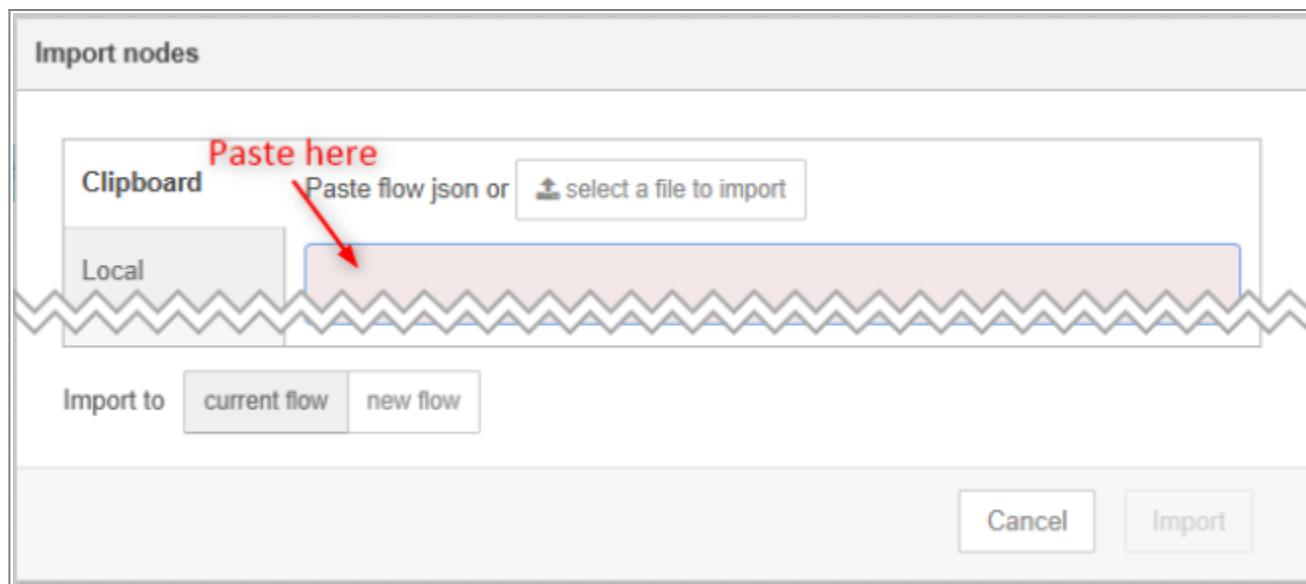 Import nodes
Paste here
Clipboard
Paste flow json or select a file to import
Local
Import to current flow new flow
Cancel Import